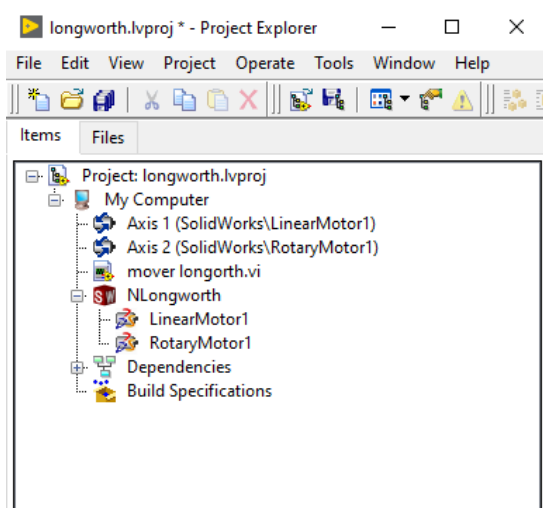 longworth.lvproj * - Project Explorer
File Edit View Project Operate Tools Window Help
Items Files
Project: longworth.lvproj
My Computer
Axis 1 (SolidWorks\LinearMotor1)
Axis 2 (SolidWorks\RotaryMotor1)
mover longorth.vi
SW NLongworth
LinearMotor1
RotaryMotor1
Dependencies
Build Specifications